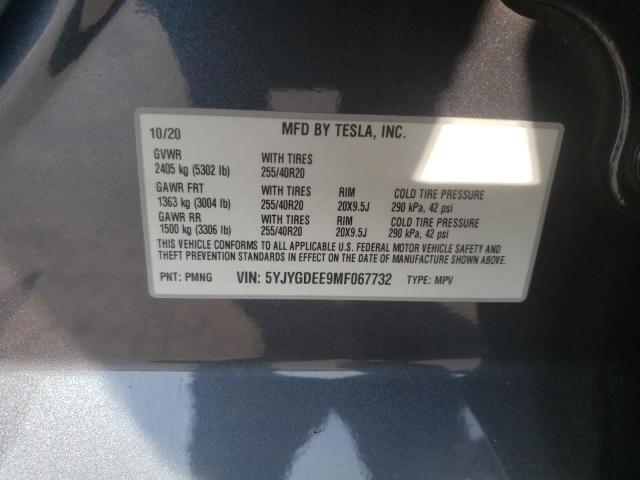 10/20 MFD BY TESLA, INC.
GVWR WITH TIRES
2405 kg (5302 lb) 255/40R20
GAWR FRT WITH TIRES RIM COLD TIRE PRESSURE
1363 kg (3004 lb) 255/40R20 20X9.5J 290 kPa, 42 psi
GAWR RR WITH TIRES RIM COLD TIRE PRESSURE
1500 kg (3306 lb) 255/40R20 20X9.5J 290 kPa, 42 psi
THIS VEHICLE CONFORMS TO ALL APPLICABLE U.S. FEDERAL MOTOR VEHICLE SAFETY AND
THEFT PREVENTION STANDARDS IN EFFECT ON THE DATE OF MANUFACTURE SHOWN ABOVE.
PNT: PMNG VIN: 5YJYGDEE9MF067732 TYPE: MPV